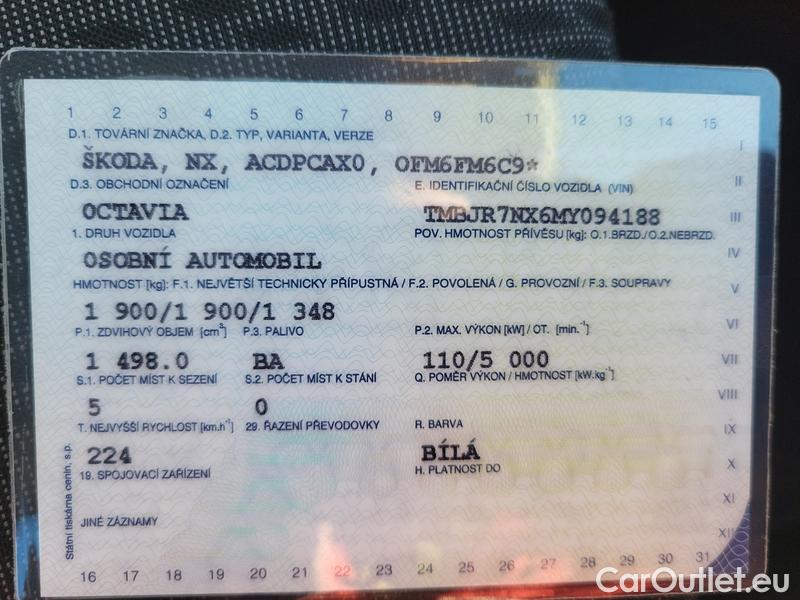 1 2 3 4 5 6 7 8 9 10 11 12 13 14 15
D.1. TOVÁRNÍ ZNAČKA, D.2. TYP, VARIANTA, VERZE
I
ŠKODA, NX, ACDPCAX0, OFM6FM6C9*
D.3. OBCHODNÍ OZNAČENÍ E. IDENTIFIKAČNÍ ČÍSLO VOZIDLA (VIN)
II
OCTAVIA TMBJR7NX6MY094188
III
1. DRUH VOZIDLA POV. HMOTNOST PŘÍVĚSU [kg]: O.1.BRZD./O.2.NEBRZD.
OSOBNÍ AUTOMOBIL
IV
HMOTNOST [kg]: F.1. NEJVĚTŠÍ TECHNICKY PŘÍPUSTNÁ / F.2. POVOLENÁ / G. PROVOZNÍ / F.3. SOUPRAVY
V
1 900/1 900/1 348
P.1. ZDVIHOVÝ OBJEM [cm³] P.3. PALIVO P.2. MAX. VÝKON [kW] / OT. [min.⁻¹]
VI
1 498.0 BA 110/5 000
VII
S.1. POČET MÍST K SEZENÍ S.2. POČET MÍST K STÁNÍ Q. POMĚR VÝKON / HMOTNOST [kW.kg⁻¹]
VIII
5 0
T. NEJVYŠŠÍ RYCHLOST [km.h⁻¹] 29. ŘAZENÍ PŘEVODOVKY R. BARVA
IX
224 BÍLÁ
X
19. SPOJOVACÍ ZAŘÍZENÍ H. PLATNOST DO
XI
JINÉ ZÁZNAMY
XII
Státní tiskárna cenin, s.p.
16 17 18 19 20 21 22 23 24 25 26 27 28 29 30 31
CarOutlet.eu